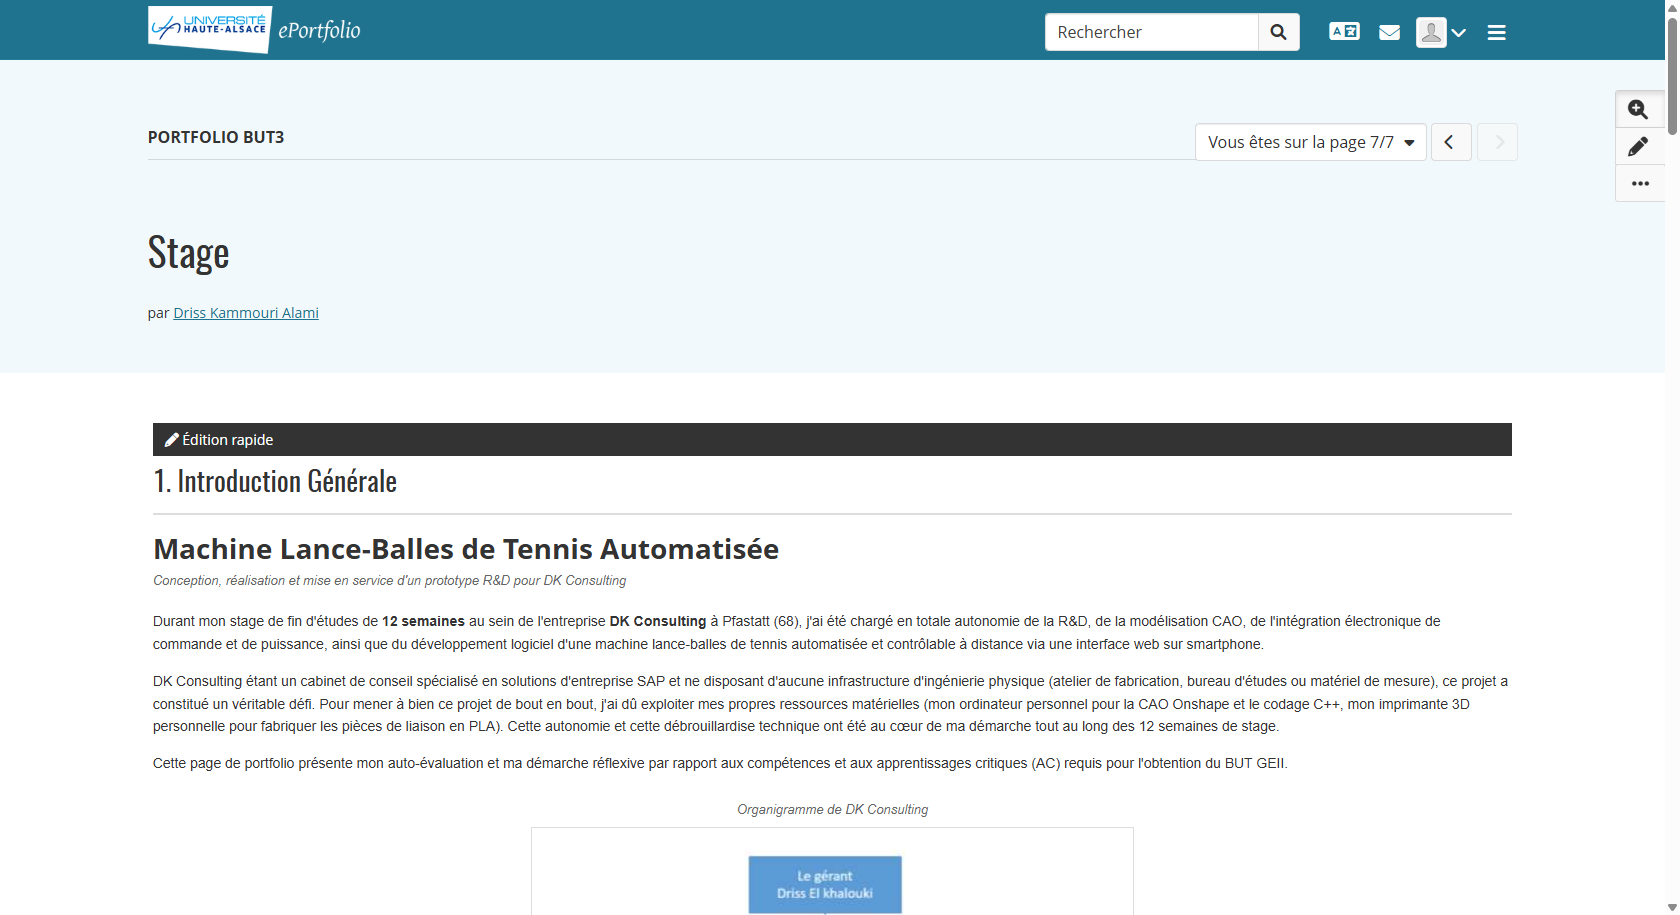 UNIVERSITÉ
HAUTE-ALSACE
ePortfolio
Rechercher
PORTFOLIO BUT3
Vous êtes sur la page 7/7
Stage
par Driss Kammouri Alami
Édition rapide
1. Introduction Générale
Machine Lance-Balles de Tennis Automatisée
Conception, réalisation et mise en service d'un prototype R&D pour DK Consulting
Durant mon stage de fin d'études de 12 semaines au sein de l'entreprise DK Consulting à Pfastatt (68), j'ai été chargé en totale autonomie de la R&D, de la modélisation CAO, de l'intégration électronique de
commande et de puissance, ainsi que du développement logiciel d'une machine lance-balles de tennis automatisée et contrôlable à distance via une interface web sur smartphone.
DK Consulting étant un cabinet de conseil spécialisé en solutions d'entreprise SAP et ne disposant d'aucune infrastructure d'ingénierie physique (atelier de fabrication, bureau d'études ou matériel de mesure), ce projet a
constitué un véritable défi. Pour mener à bien ce projet de bout en bout, j'ai dû exploiter mes propres ressources matérielles (mon ordinateur personnel pour la CAO Onshape et le codage C++, mon imprimante 3D
personnelle pour fabriquer les pièces de liaison en PLA). Cette autonomie et cette débrouillardise technique ont été au cœur de ma démarche tout au long des 12 semaines de stage.
Cette page de portfolio présente mon auto-évaluation et ma démarche réflexive par rapport aux compétences et aux apprentissages critiques (AC) requis pour l'obtention du BUT GEII.
Organigramme de DK Consulting
Le gérant
Driss El khalouki